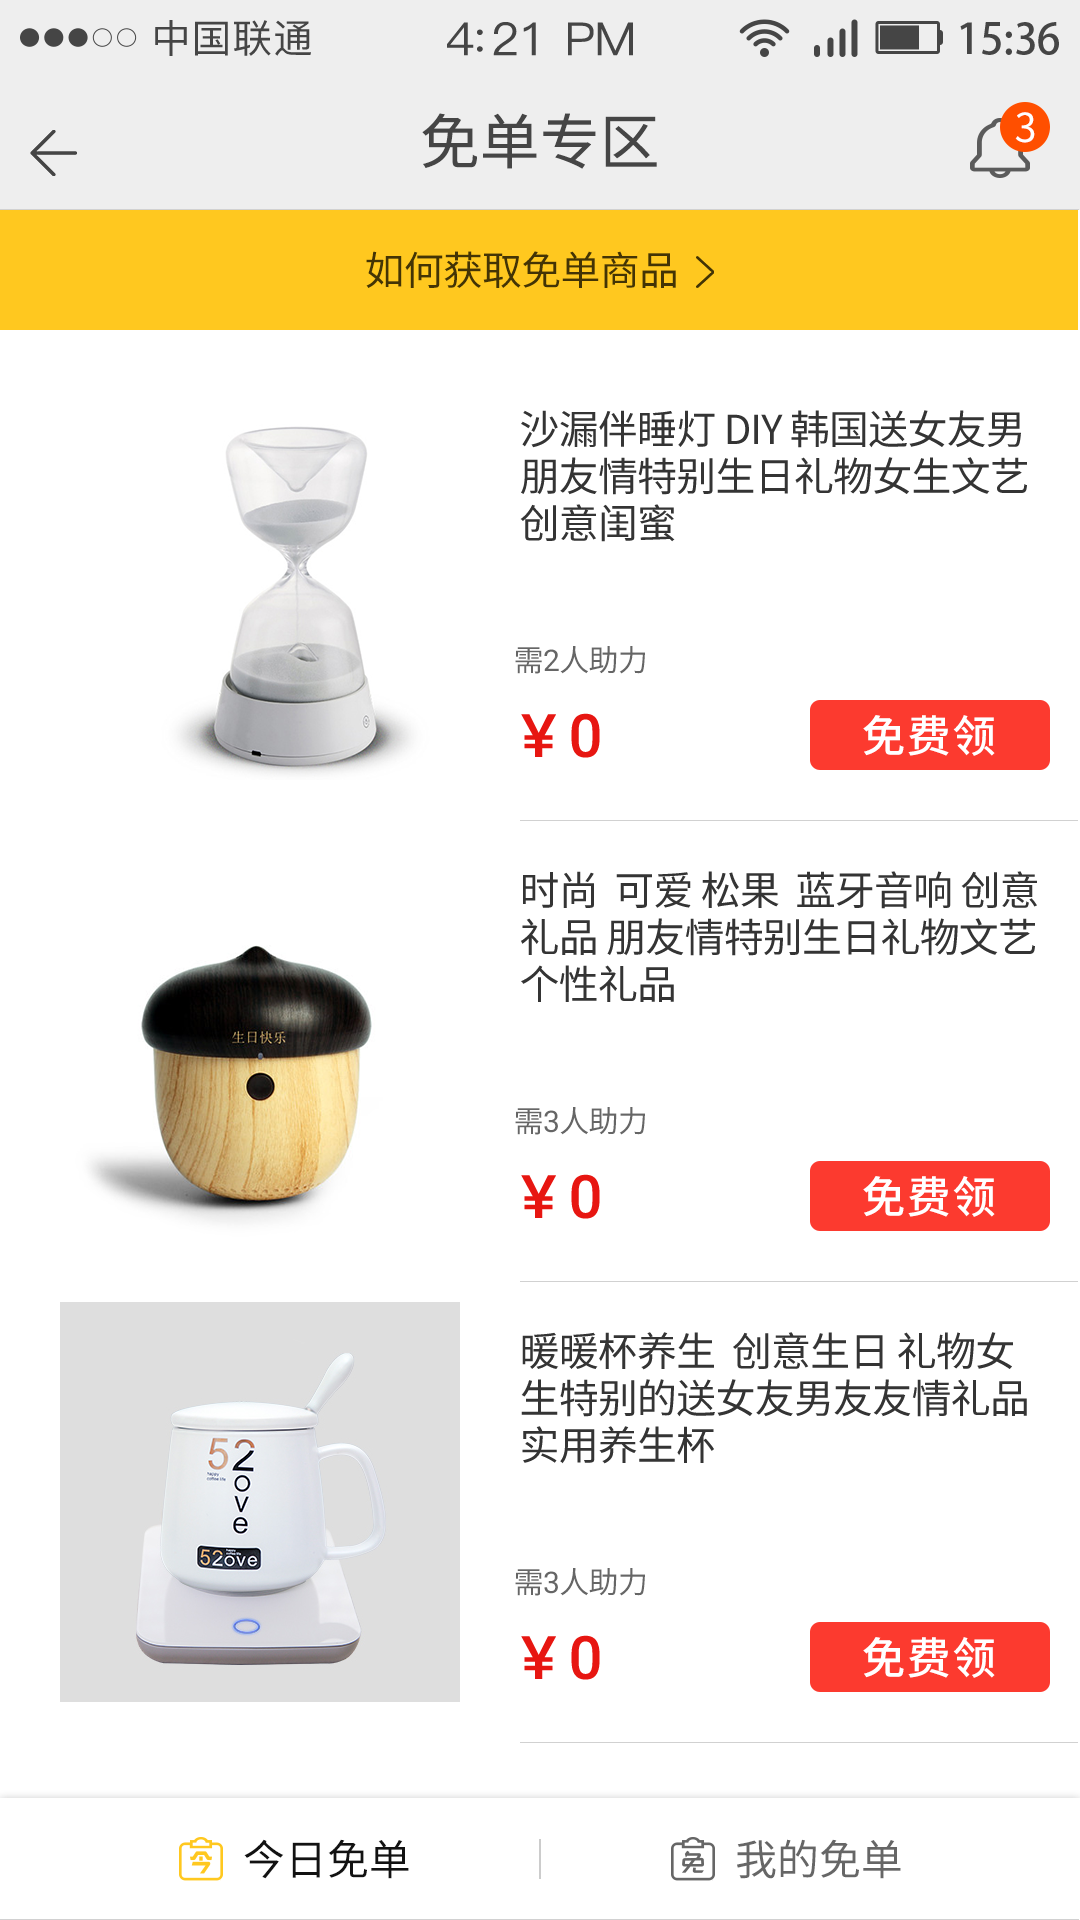 中国联通 4:21 PM 15:36
免单专区 3
如何获取免单商品
沙漏伴睡灯 DIY 韩国送女友男
朋友情特别生日礼物女生文艺
创意闺蜜
需2人助力
¥ 0 免费领
时尚 可爱 松果 蓝牙音响 创意
礼品 朋友情特别生日礼物文艺
个性礼品
生日快乐
需3人助力
¥ 0 免费领
暖暖杯养生 创意生日 礼物女
生特别的送女友男友友情礼品
实用养生杯
52
happy
coffee life
o
v
e
52ove
需3人助力
¥ 0 免费领
今 今日免单 免 我的免单